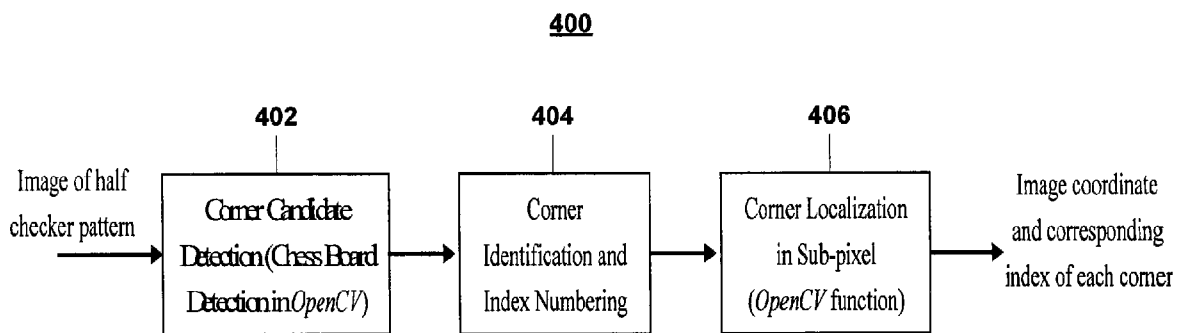 400
402
404
406
Image of half
checker pattern
Corner Candidate
Detection (Chess Board
Detection in OpenCV)
Corner
Identification and
Index Numbering
Corner Localization
in Sub-pixel
(OpenCV function)
Image coordinate
and corresponding
index of each corner